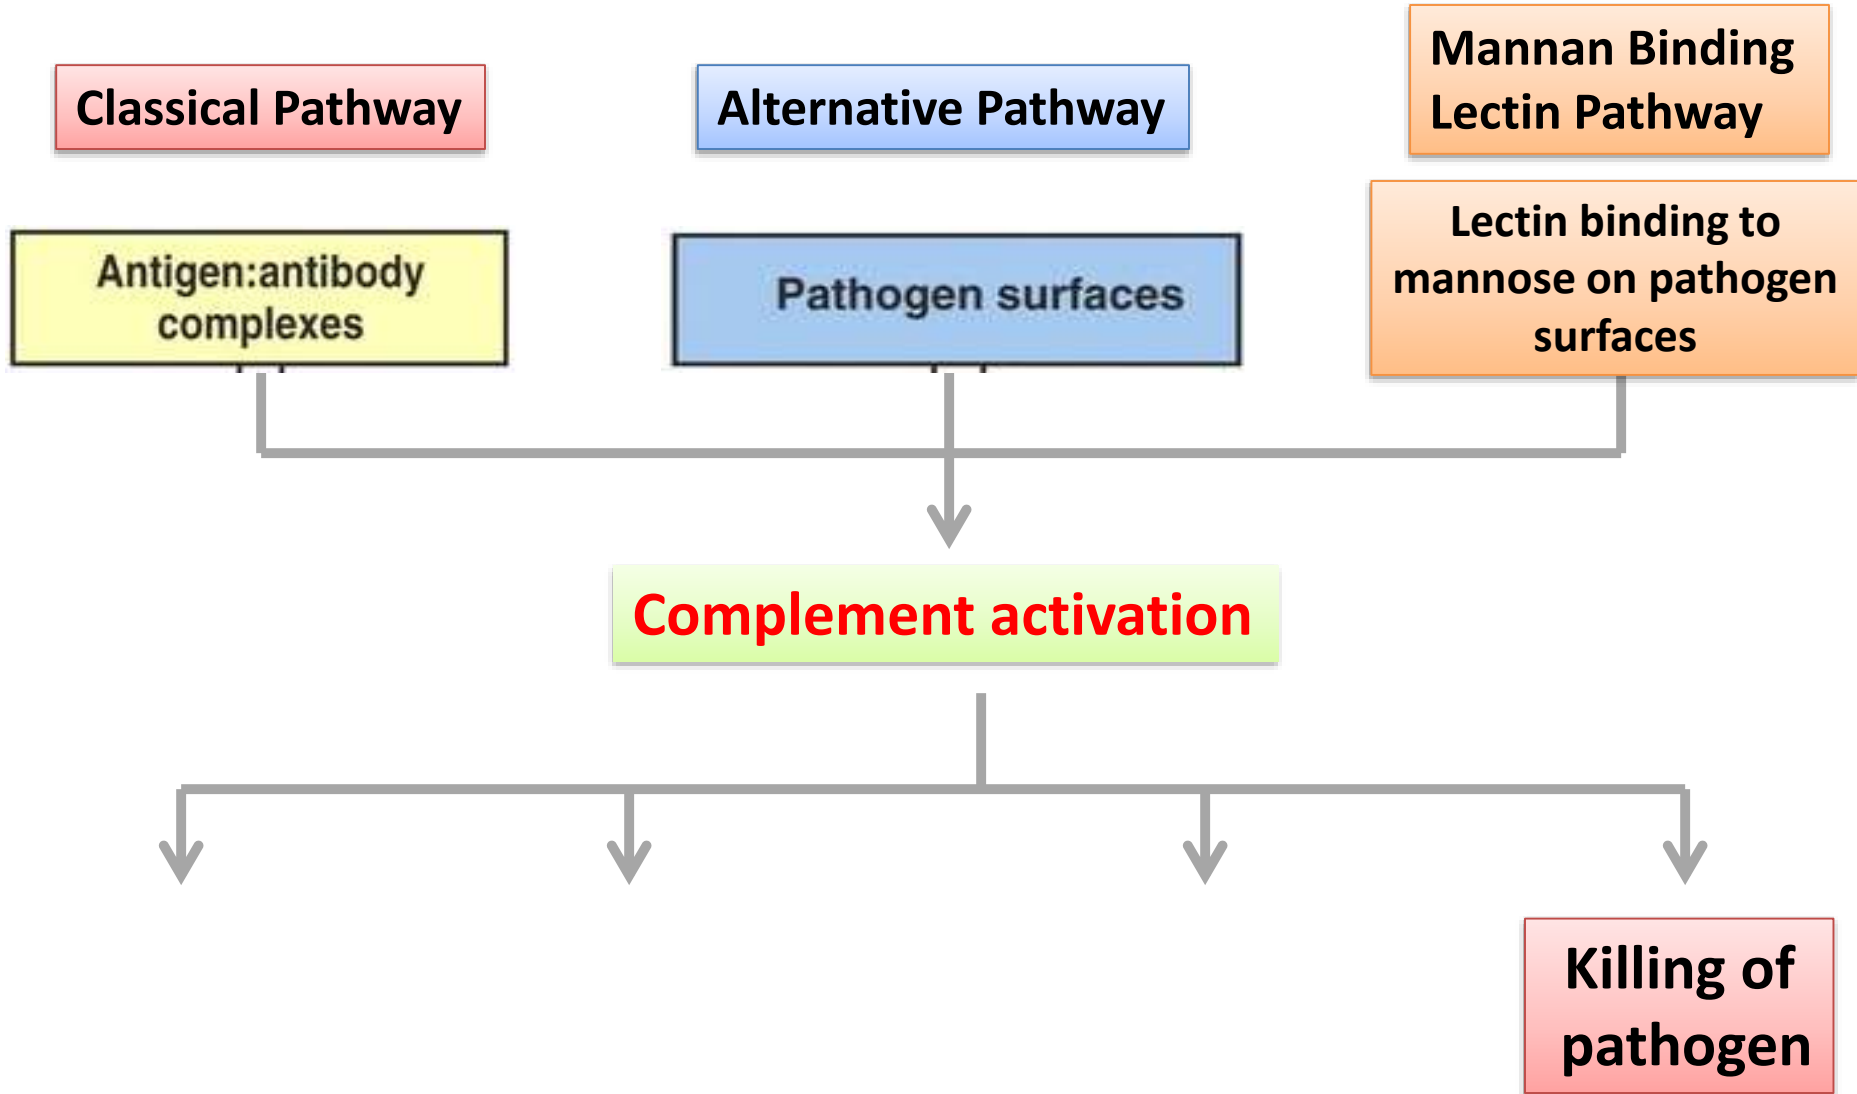 Classical Pathway
Alternative Pathway
Mannan Binding
Lectin Pathway
Antigen:antibody
complexes
Pathogen surfaces
Lectin binding to
mannose on pathogen
surfaces
Complement activation
Killing of
pathogen